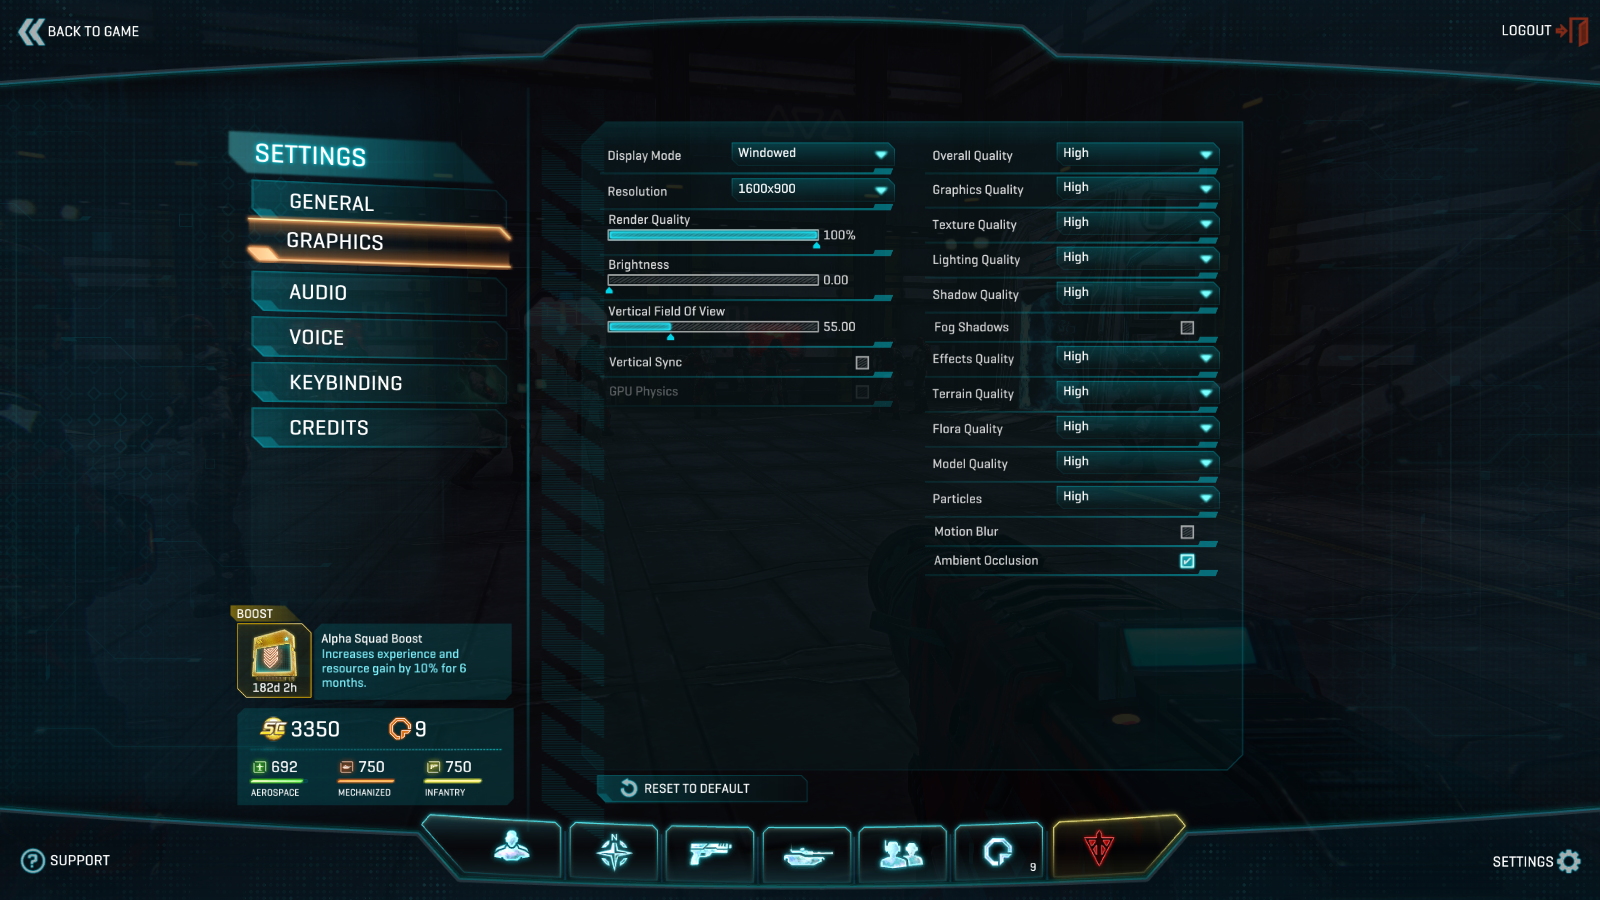 BACK TO GAME
LOGOUT
SETTINGS
GENERAL
GRAPHICS
AUDIO
VOICE
KEYBINDING
CREDITS
Display Mode Windowed
Resolution 1600x900
Render Quality
100%
Brightness
0.00
Vertical Field Of View
55.00
Vertical Sync
GPU Physics
Overall Quality High
Graphics Quality High
Texture Quality High
Lighting Quality High
Shadow Quality High
Fog Shadows
Effects Quality High
Terrain Quality High
Flora Quality High
Model Quality High
Particles High
Motion Blur
Ambient Occlusion
BOOST
182d 2h
Alpha Squad Boost
Increases experience and
resource gain by 10% for 6
months.
SC 3350 9
692 750 750
AEROSPACE MECHANIZED INFANTRY
RESET TO DEFAULT
SUPPORT
N
9
SETTINGS